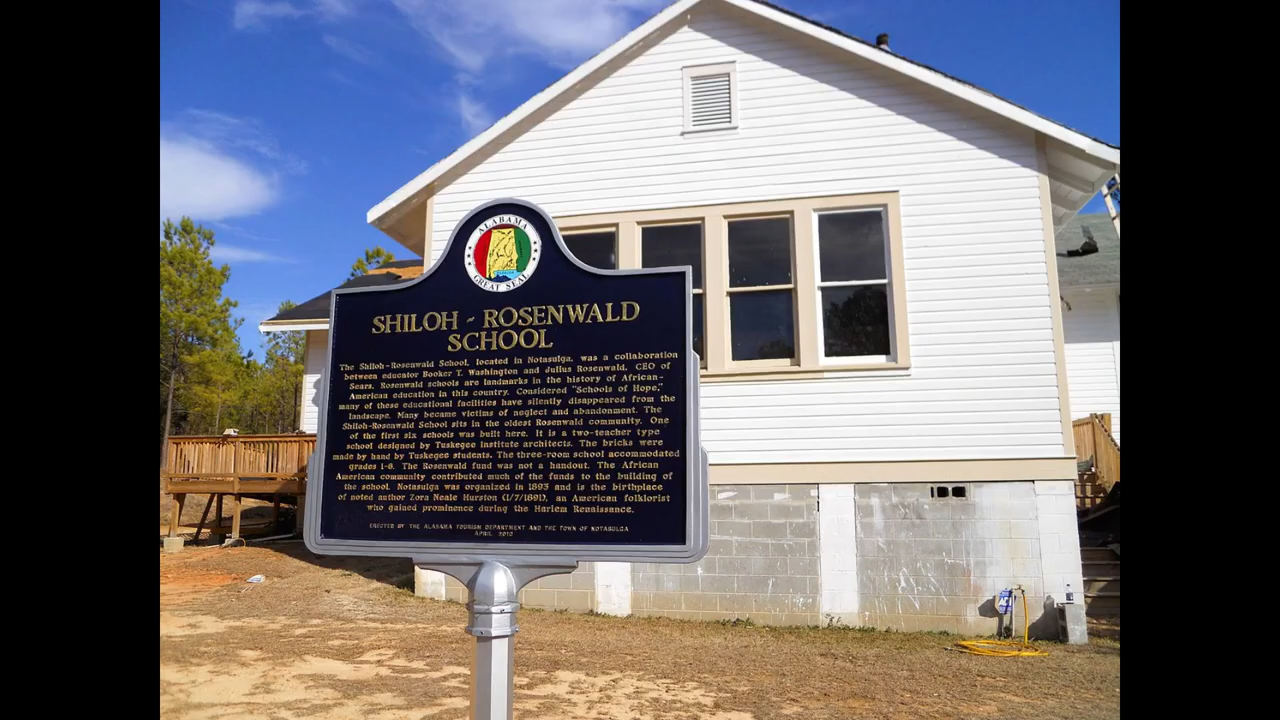 ALABAMA
GREAT SEAL
SHILOH - ROSENWALD
SCHOOL
The Shiloh-Rosenwald School, located in Notasulga, was a collaboration
between educator Booker T. Washington and Julius Rosenwald, CEO of
Sears. Rosenwald schools are landmarks in the history of African-
American education in this country. Considered "Schools of Hope,"
many of these educational facilities have silently disappeared from the
landscape. Many became victims of neglect and abandonment. The
Shiloh-Rosenwald School sits in the oldest Rosenwald community. One
of the first six schools was built here. It is a two-teacher type
school designed by Tuskegee Institute architects. The bricks were
made by hand by Tuskegee students. The three-room school accommodated
grades 1-6. The Rosenwald fund was not a handout. The African
American community contributed much of the funds to the building of
the school. Notasulga was organized in 1893 and is the birthplace
of noted author Zora Neale Hurston (1/7/1891), an American folklorist
who gained prominence during the Harlem Renaissance.
ERECTED BY THE ALABAMA TOURISM DEPARTMENT AND THE TOWN OF NOTASULGA
APRIL, 2010